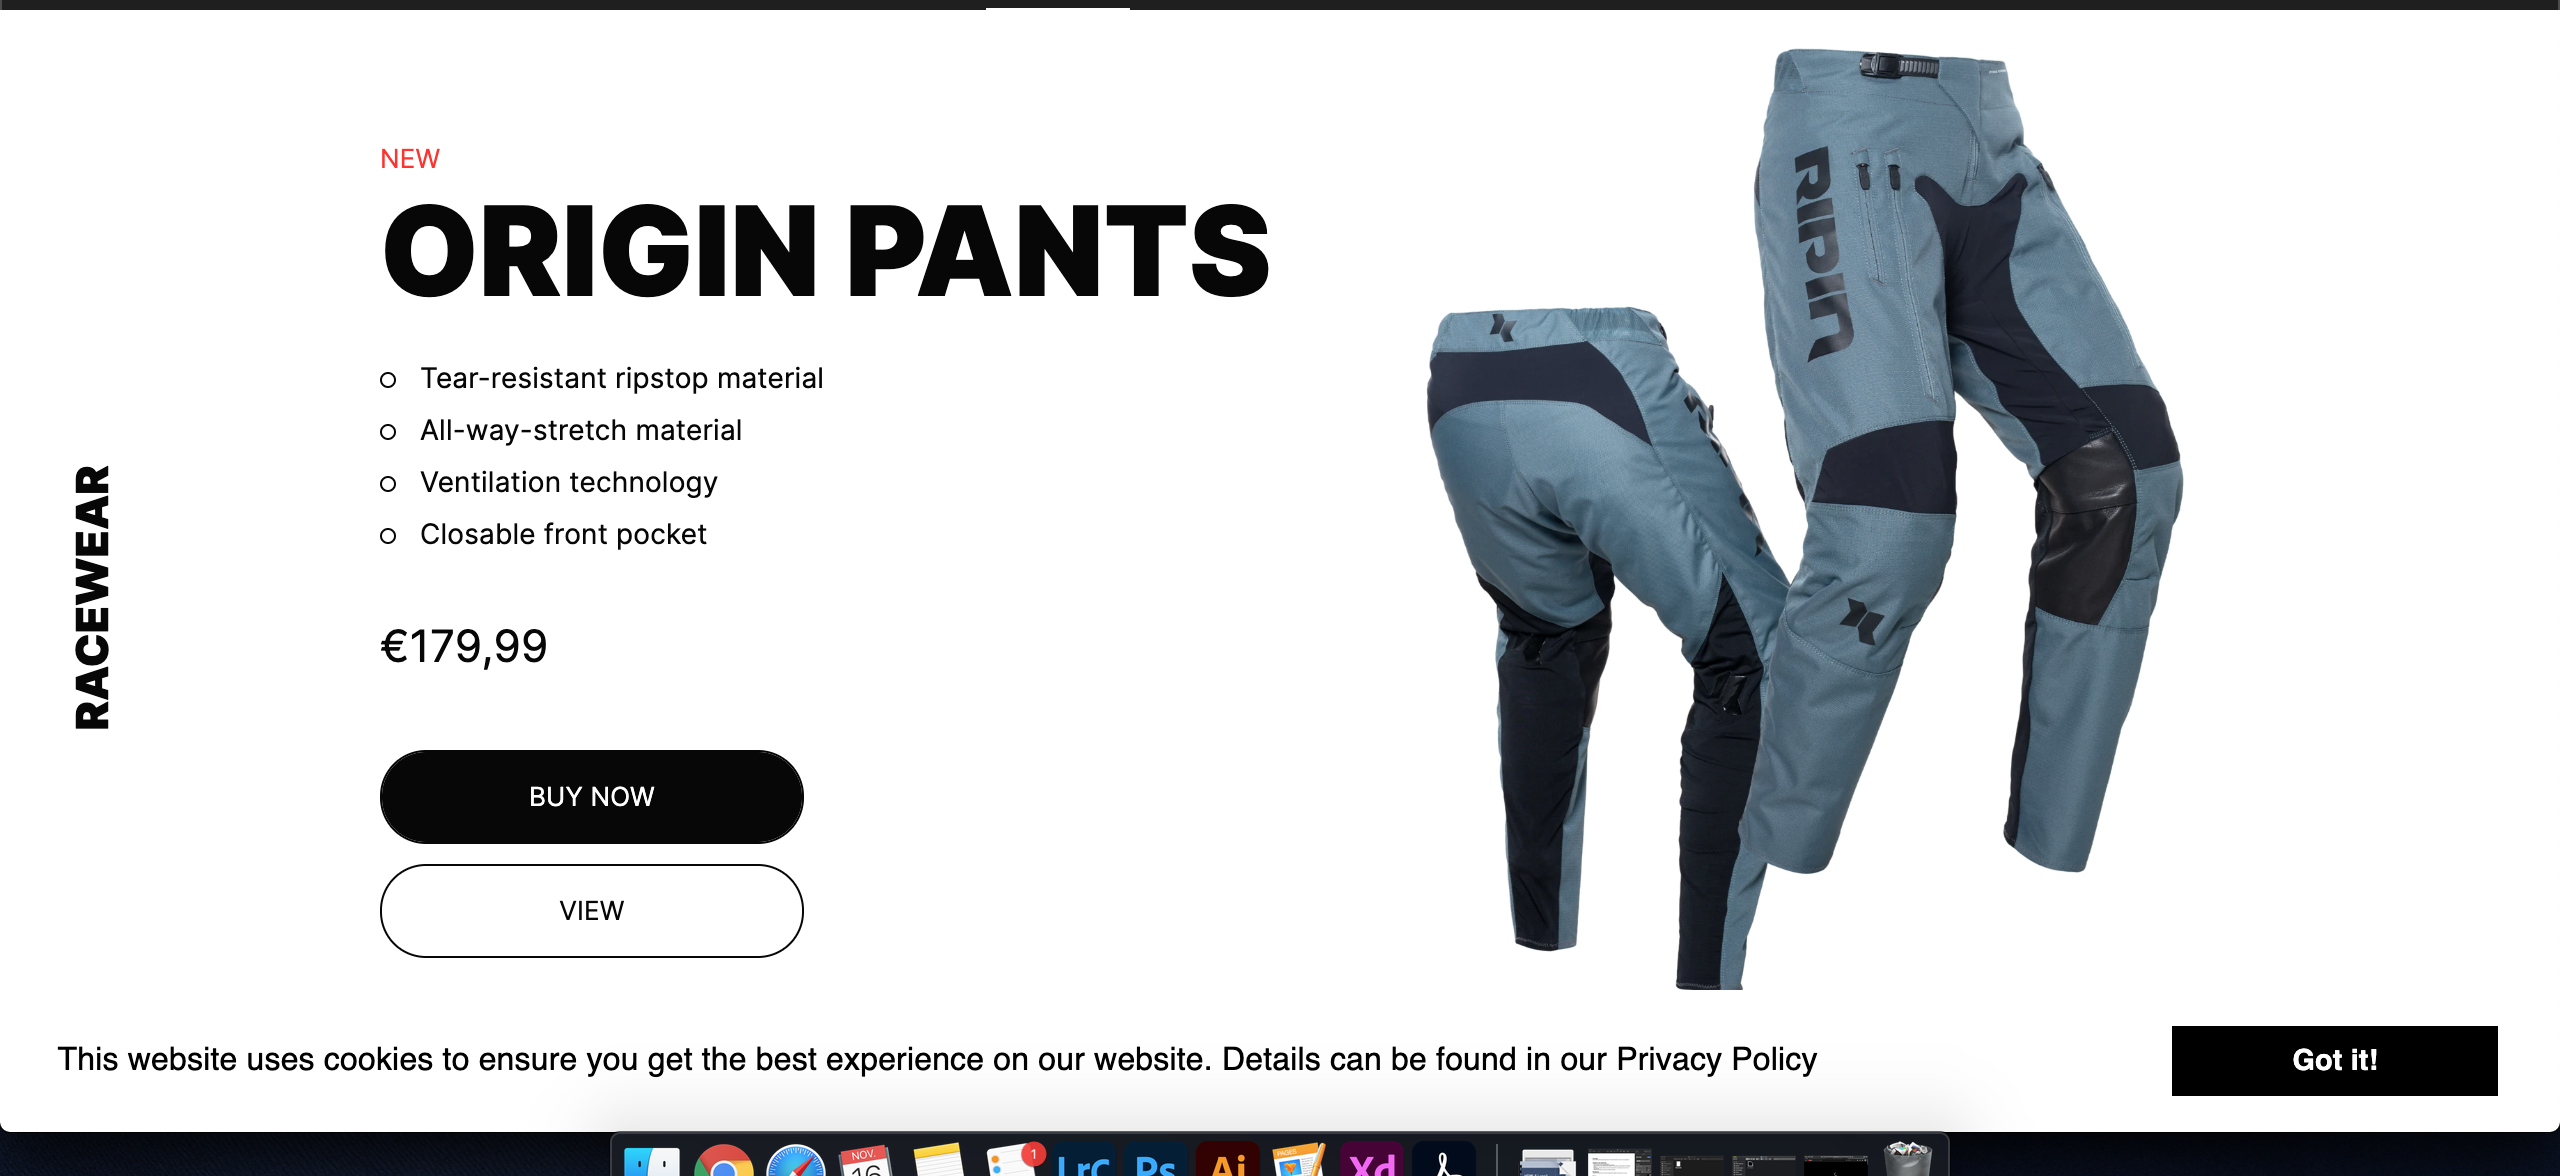 NEW
ORIGIN PANTS
Tear-resistant ripstop material
All-way-stretch material
Ventilation technology
Closable front pocket
€179,99
BUY NOW
VIEW
RACEWEAR
RIPIN
This website uses cookies to ensure you get the best experience on our website. Details can be found in our Privacy Policy
Got it!
NOV.
16
1
LrC
Ps
Ai
PAGES
Xd